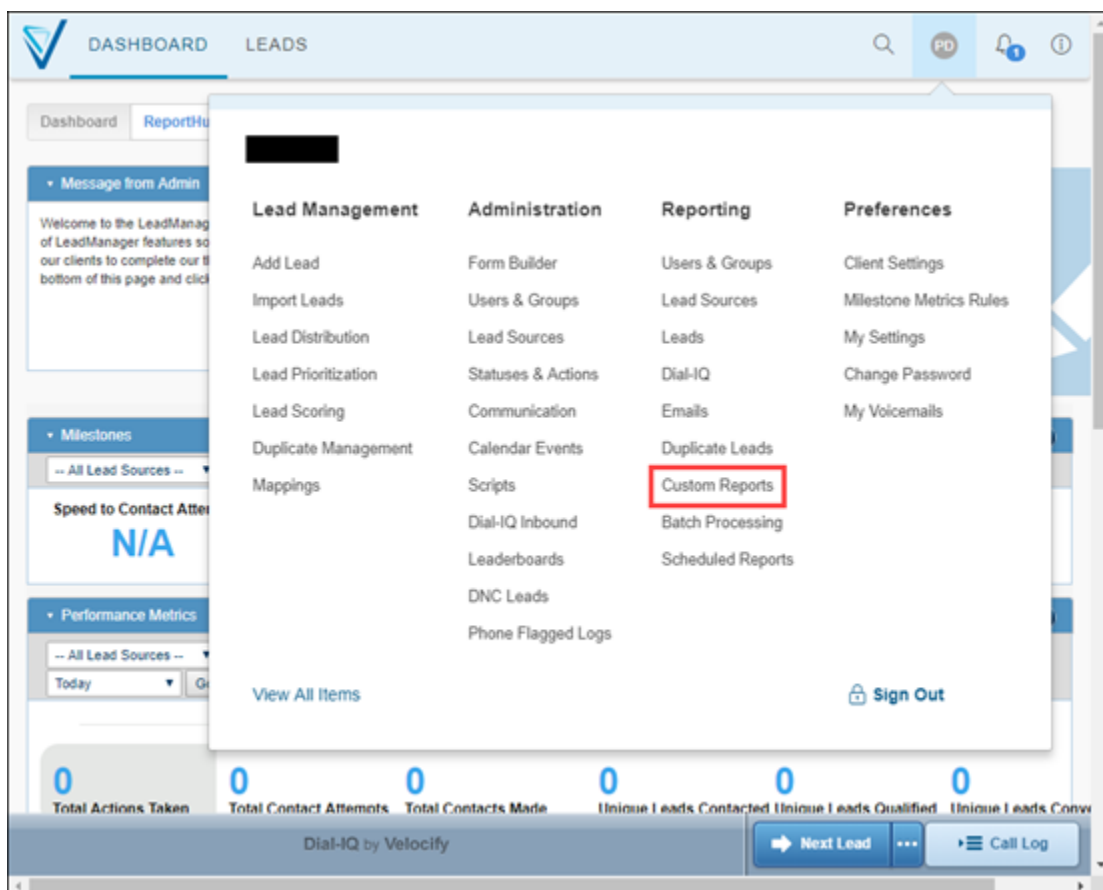 DASHBOARD LEADS
PD
1
Dashboard ReportHu
Message from Admin
Welcome to the LeadManag
of LeadManager features so
our clients to complete our t
bottom of this page and click
Lead Management
Add Lead
Import Leads
Lead Distribution
Lead Prioritization
Lead Scoring
Duplicate Management
Mappings
Administration
Form Builder
Users & Groups
Lead Sources
Statuses & Actions
Communication
Calendar Events
Scripts
Dial-IQ Inbound
Leaderboards
DNC Leads
Phone Flagged Logs
Reporting
Users & Groups
Lead Sources
Leads
Dial-IQ
Emails
Duplicate Leads
Custom Reports
Batch Processing
Scheduled Reports
Preferences
Client Settings
Milestone Metrics Rules
My Settings
Change Password
My Voicemails
View All Items
Sign Out
Milestones
-- All Lead Sources --
Speed to Contact Atter
N/A
Performance Metrics
-- All Lead Sources --
Today G
0 0 0 0 0 0
Total Actions Taken Total Contact Attempts Total Contacts Made Unique Leads Contacted Unique Leads Qualified Unique Leads Conve
Dial-IQ by Velocify
Next Lead ... Call Log